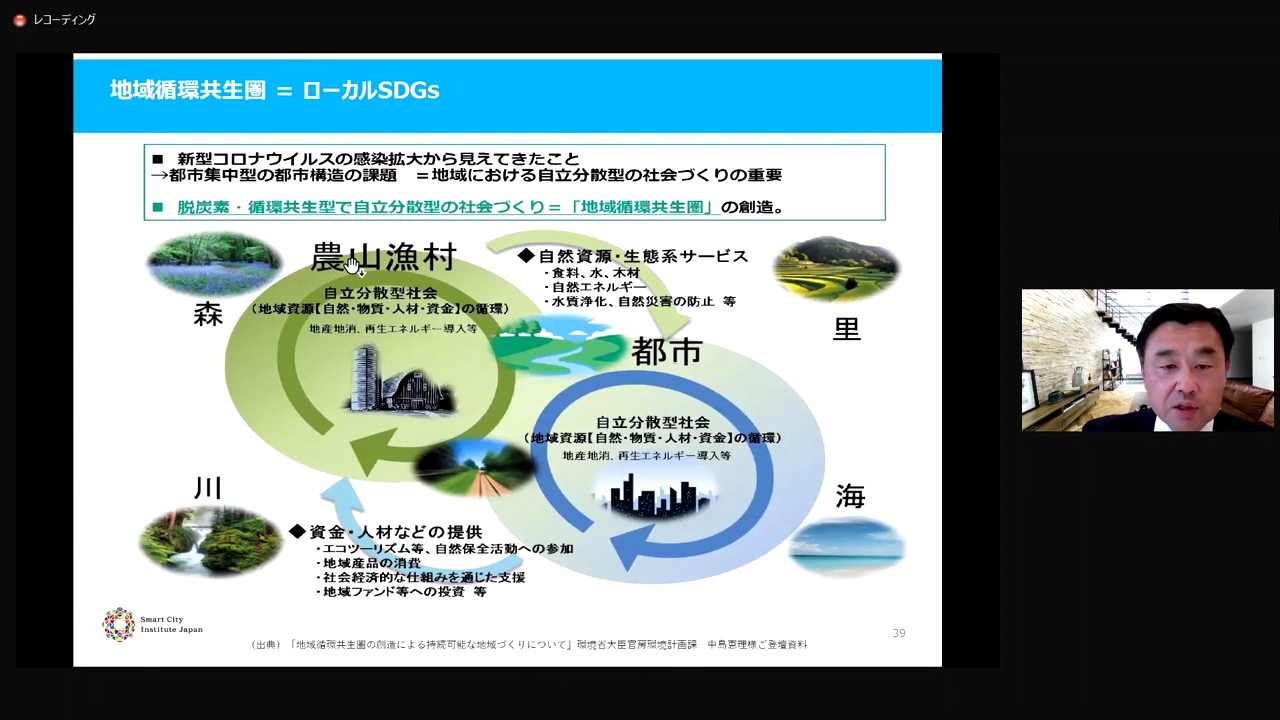 レコーディング
地域循環共生圏 = ローカルSDGs
■ 新型コロナウイルスの感染拡大から見えてきたこと
→都市集中型の都市構造の課題 =地域における自立分散型の社会づくりの重要
■ 脱炭素・循環共生型で自立分散型の社会づくり=「地域循環共生圏」の創造。
農山漁村
自立分散型社会
(地域資源【自然・物質・人材・資金】の循環)
地産地消、再生エネルギー導入等
◆自然資源・生態系サービス
・食料、水、木材
・自然エネルギー
・水質浄化、自然災害の防止 等
森
里
都市
自立分散型社会
(地域資源【自然・物質・人材・資金】の循環)
地産地消、再生エネルギー導入等
川
海
◆資金・人材などの提供
・エコツーリズム等、自然保全活動への参加
・地域産品の消費
・社会経済的な仕組みを通じた支援
・地域ファンド等への投資 等
Smart City
Institute Japan
(出典)「地域循環共生圏の創造による持続可能な地域づくりについて」環境省大臣官房環境計画課 中島恵理様ご登壇資料
39